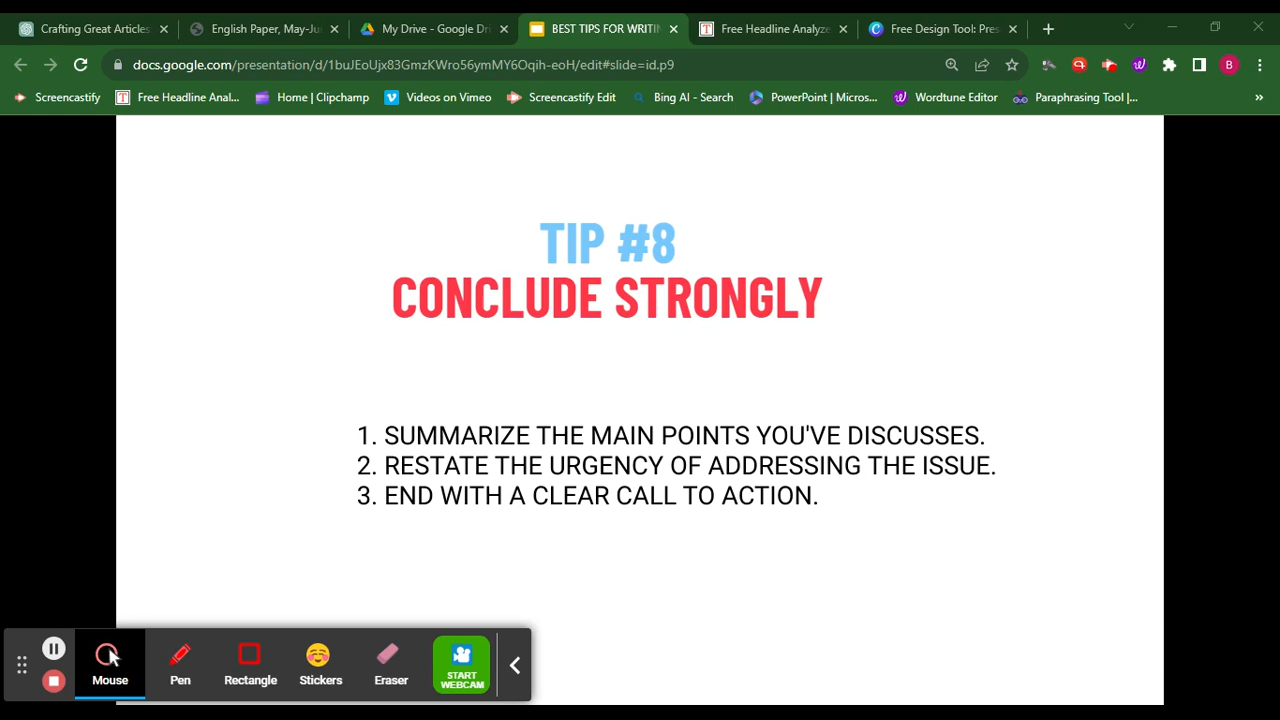 Crafting Great Articles
English Paper, May-Ju
My Drive - Google Dri
BEST TIPS FOR WRITIN
Free Headline Analyze
Free Design Tool: Pres
docs.google.com/presentation/d/1buJEoUjx83GmzKWro56ymMY6Oqih-eoH/edit#slide=id.p9
B
Screencastify
Free Headline Anal...
Home | Clipchamp
Videos on Vimeo
Screencastify Edit
Bing AI - Search
PowerPoint | Micros...
Wordtune Editor
Paraphrasing Tool |...
TIP #8
CONCLUDE STRONGLY
1. SUMMARIZE THE MAIN POINTS YOU'VE DISCUSSES.
2. RESTATE THE URGENCY OF ADDRESSING THE ISSUE.
3. END WITH A CLEAR CALL TO ACTION.
Mouse
Pen
Rectangle
Stickers
Eraser
START
WEBCAM